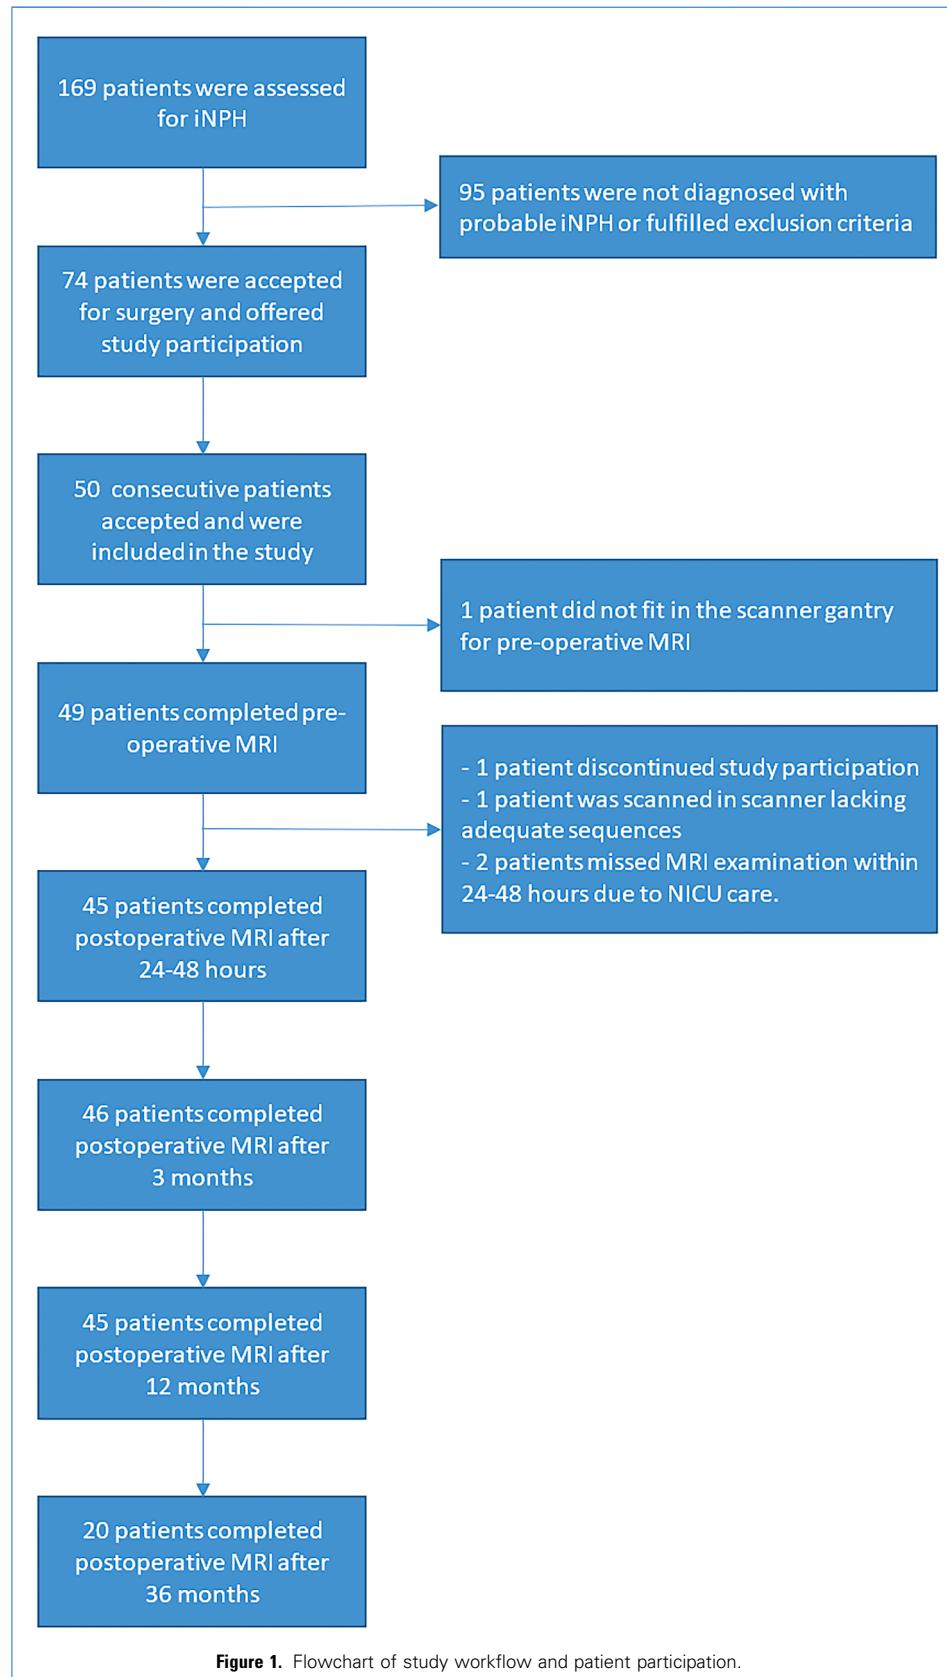 169 patients were assessed
for iNPH
95 patients were not diagnosed with
probable iNPH or fulfilled exclusion criteria
74 patients were accepted
for surgery and offered
study participation
50 consecutive patients
accepted and were
included in the study
1 patient did not fit in the scanner gantry
for pre-operative MRI
49 patients completed pre-
operative MRI
- 1 patient discontinued study participation
- 1 patient was scanned in scanner lacking
adequate sequences
- 2 patients missed MRI examination within
24-48 hours due to NICU care.
45 patients completed
postoperative MRI after
24-48 hours
46 patients completed
postoperative MRI after
3 months
45 patients completed
postoperative MRI after
12 months
20 patients completed
postoperative MRI after
36 months
Figure 1. Flowchart of study workflow and patient participation.